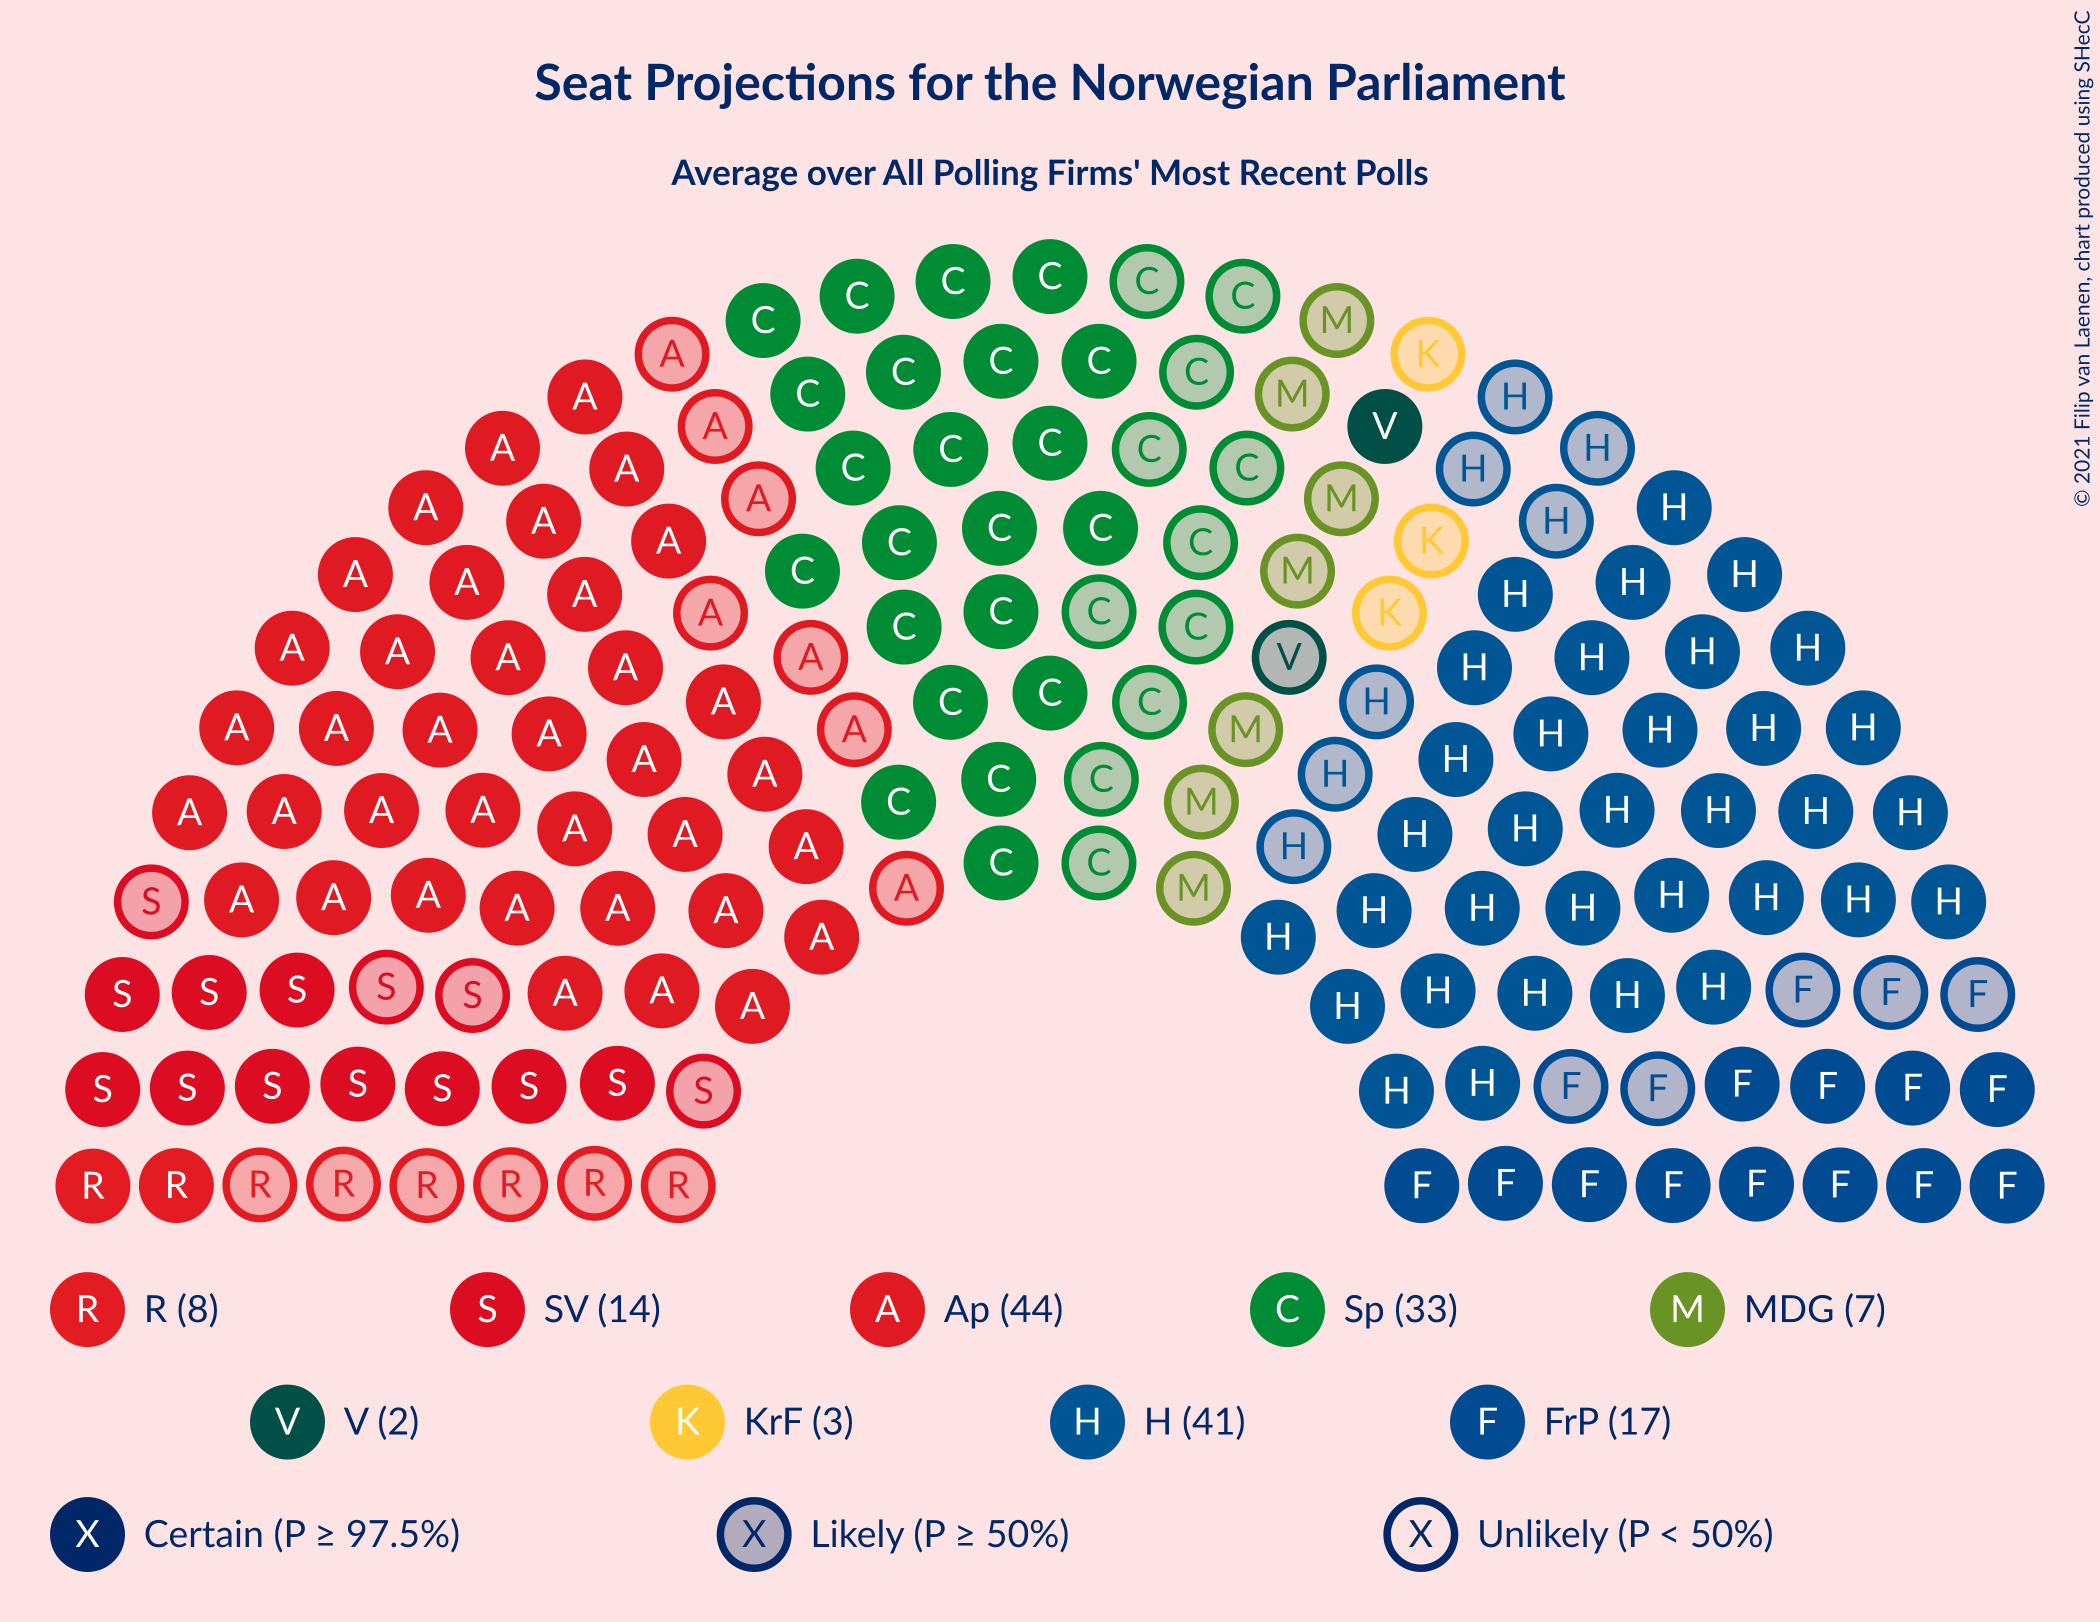 © 2021 Filip van Laenen, chart produced using SHecC
Seat Projections for the Norwegian Parliament
Average over All Polling Firms' Most Recent Polls
C C C C C C M
A A C C C C C M K H
A A A C C C C C V H H
A A A A C C C C M K H H
A A A A C C C C C M K H H H
A A A A A A C C C V H H H H H
A A A A A A A C C M H H H H H H
A A A A A A A C C C M H H H H H H H
S A A A A A A A A M H H H H H H H H
S S S S S A A A H H H H H F F F
S S S S S S S S H H F F F F F F
R R R R R R R R F F F F F F F F
R R (8) S SV (14) A Ap (44) C Sp (33) M MDG (7)
V V (2) K KrF (3) H H (41) F FrP (17)
X Certain (P ≥ 97.5%) X Likely (P ≥ 50%) X Unlikely (P < 50%)